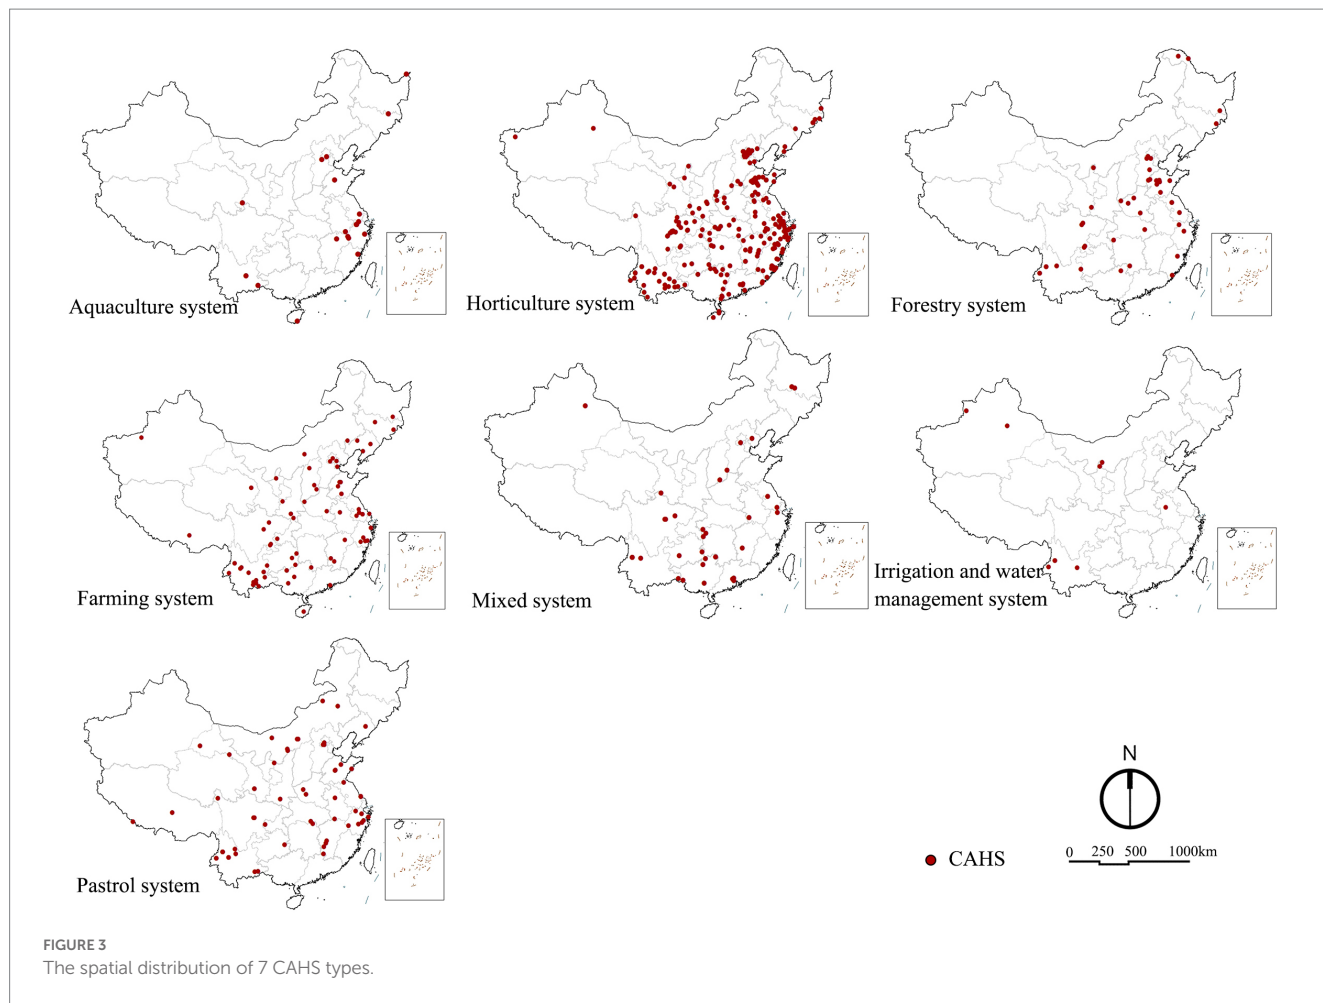 Aquaculture system
Horticulture system
Forestry system
Farming system
Mixed system
Irrigation and water
management system
Pastrol system
N
CAHS
0 250 500 1000km
FIGURE 3
The spatial distribution of 7 CAHS types.